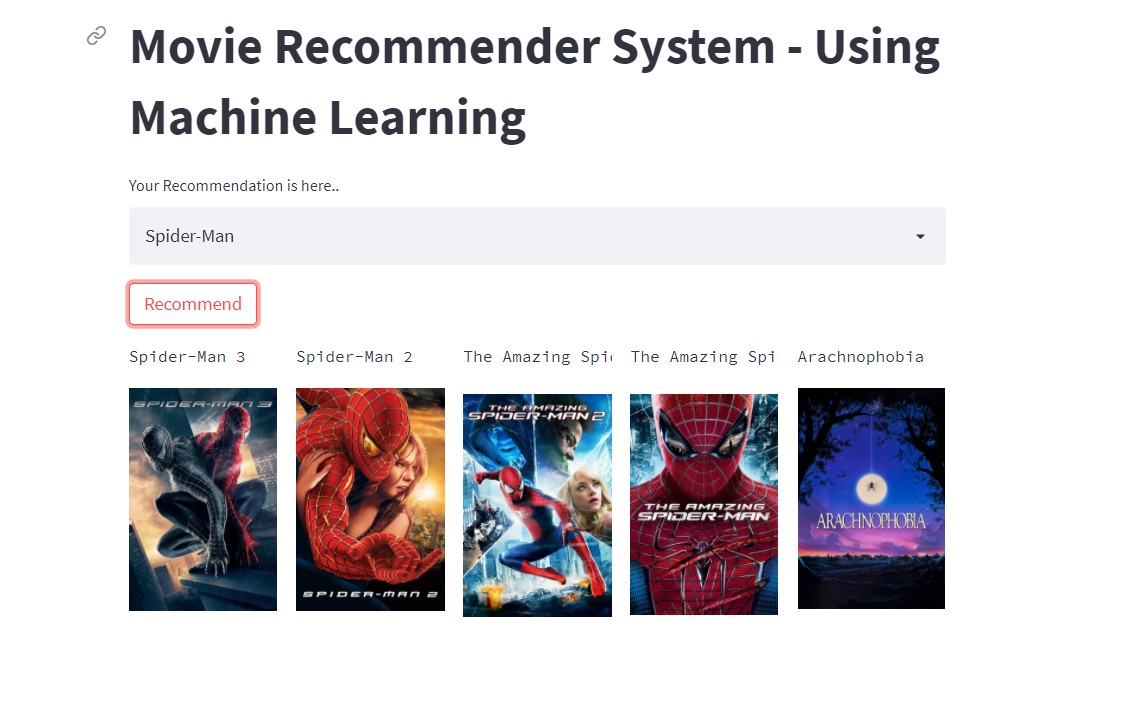 Movie Recommender System - Using
Machine Learning
Your Recommendation is here..
Spider-Man
Recommend
Spider-Man 3
Spider-Man 2
The Amazing Spi
The Amazing Spi
Arachnophobia
SPIDER-MAN 3
SPIDER-MAN 2
THE AMAZING
SPIDER-MAN 2
THE AMAZING
SPIDER-MAN
ARACHNOPHOBIA